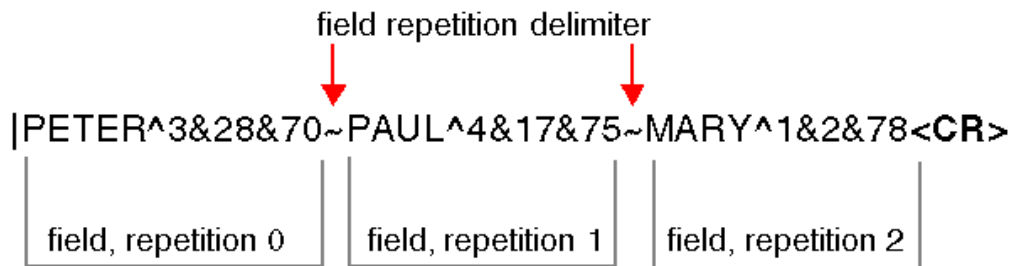 field repetition delimiter
|PETER^3&28&70~PAUL^4&17&75~MARY^1&2&78<CR>
field, repetition 0 field, repetition 1 field, repetition 2